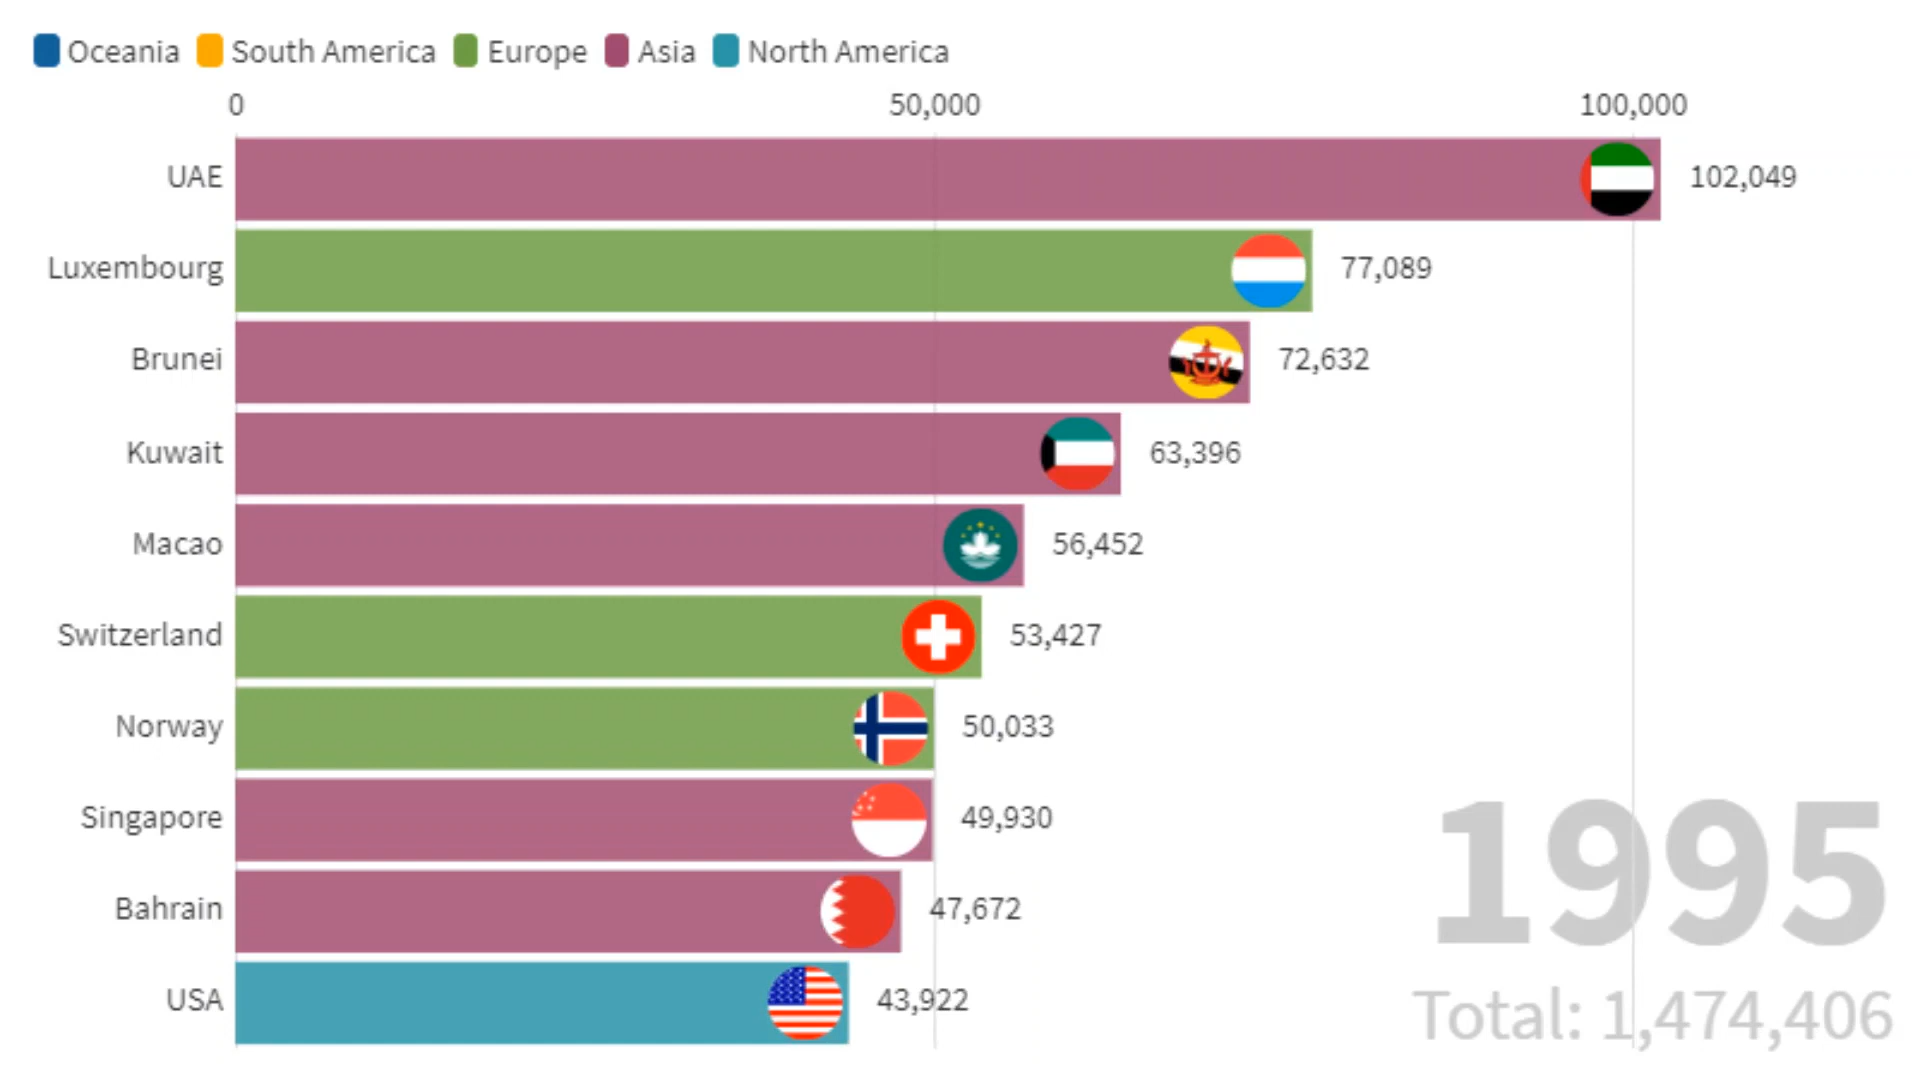 Oceania South America Europe Asia North America
0 50,000 100,000
UAE 102,049
Luxembourg 77,089
Brunei 72,632
Kuwait 63,396
Macao 56,452
Switzerland 53,427
Norway 50,033
Singapore 49,930
Bahrain 47,672
USA 43,922
1995
Total: 1,474,406